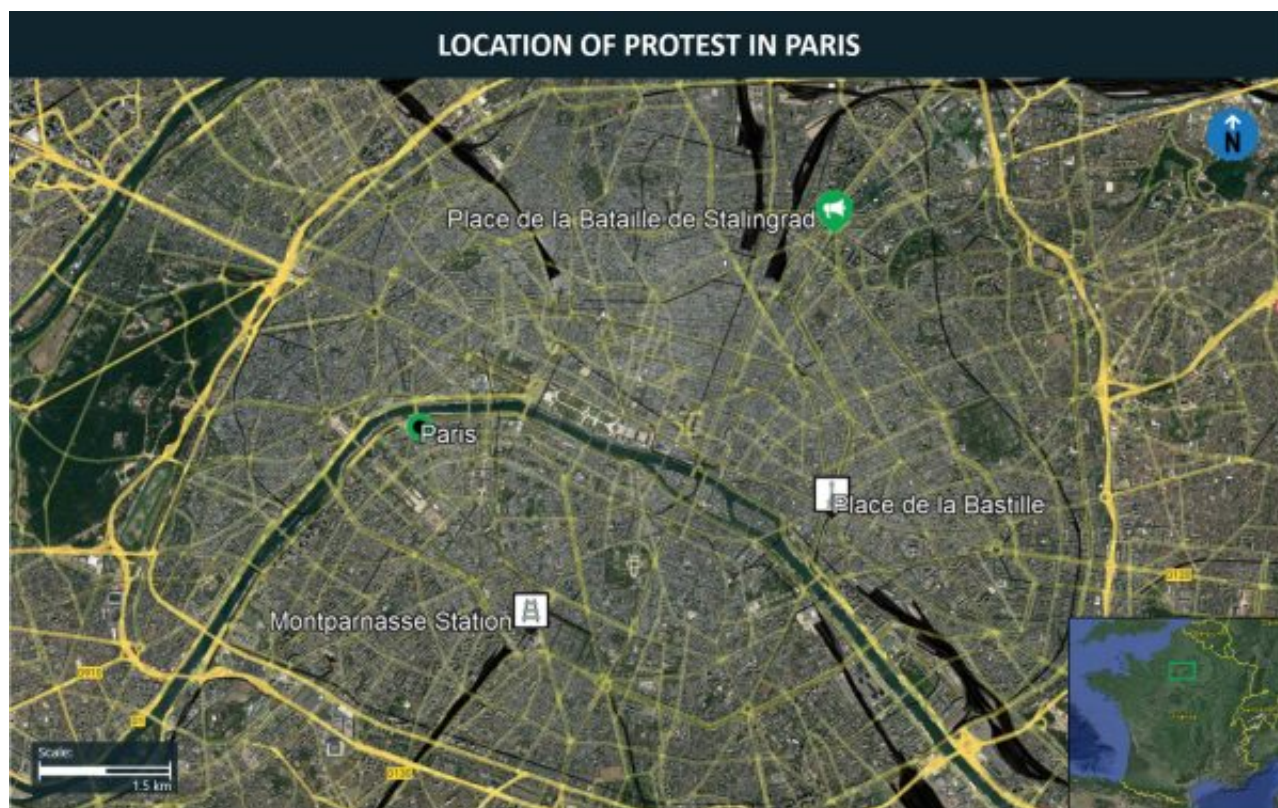 LOCATION OF PROTEST IN PARIS
N
Place de la Bataille de Stalingrad
Paris
Place de la Bastille
Montparnasse Station
Scale:
1.5 km